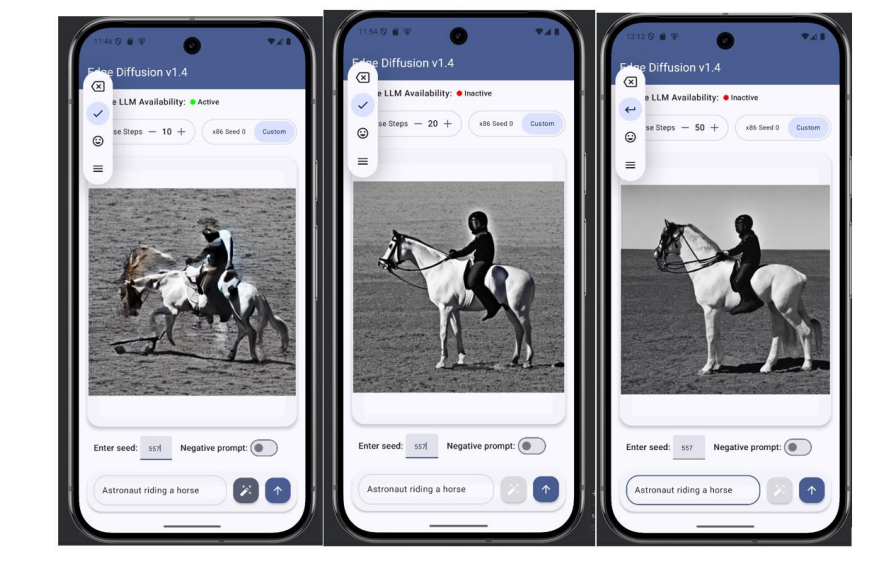 11:46
Edge Diffusion v1.4
LLM Availability: Active
Steps — 10 +
x86 Seed 0
Custom
Enter seed: 557
Negative prompt:
Astronaut riding a horse
11:54
Edge Diffusion v1.4
LLM Availability: Inactive
se Steps — 20 +
x86 Seed 0
Custom
Enter seed: 557
Negative prompt:
Astronaut riding a horse
12:12
Edge Diffusion v1.4
e LLM Availability: Inactive
se Steps — 50 +
x86 Seed 0
Custom
Enter seed: 557
Negative prompt:
Astronaut riding a horse